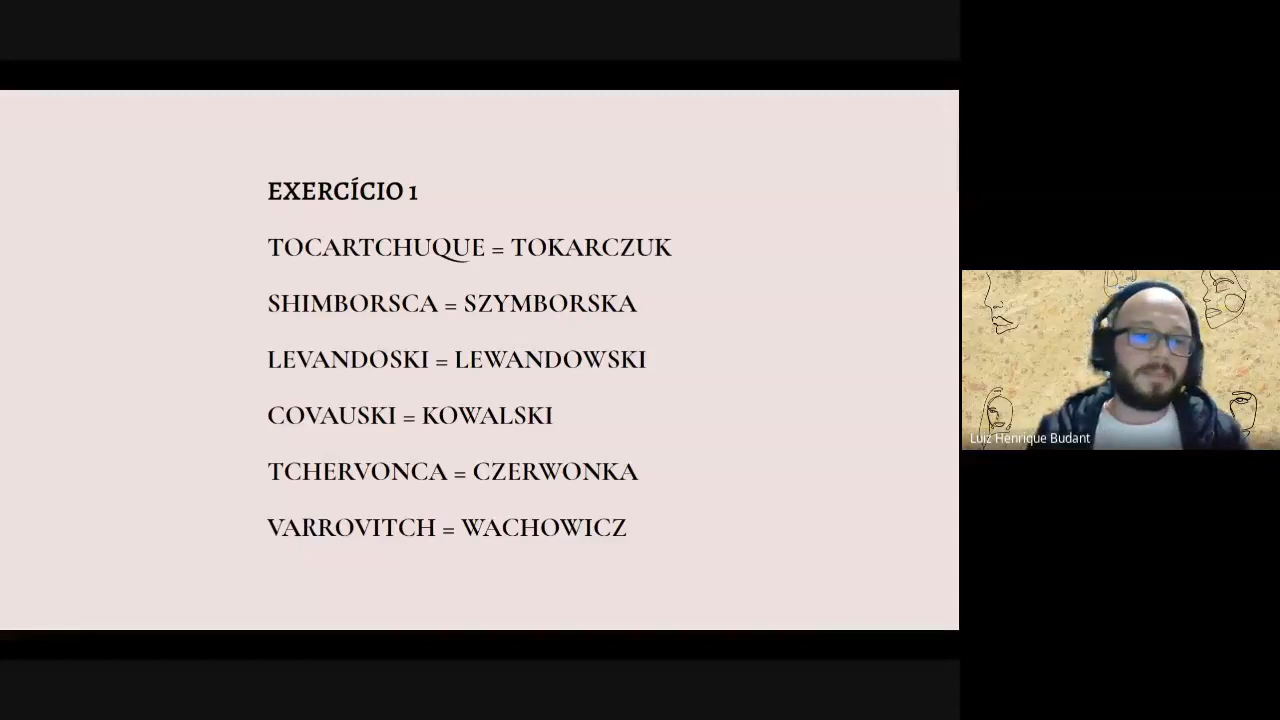 EXERCÍCIO 1
TOCARTCHUQUE = TOKARCZUK
SHIMBORSCA = SZYMBORSKA
LEVANDOSKI = LEWANDOWSKI
COVAUSKI = KOWALSKI
TCHERVONCA = CZERWONKA
VARROVITCH = WACHOWICZ
Luiz Henrique Budant